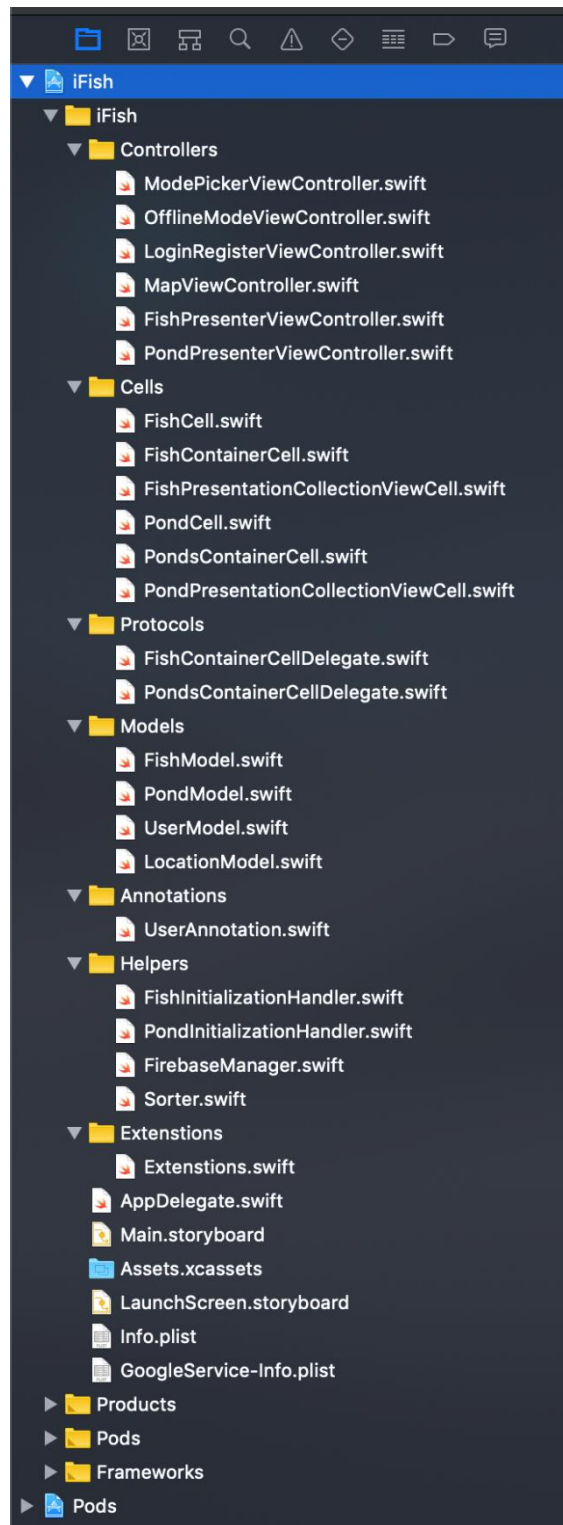 iFish
iFish
Controllers
ModePickerViewController.swift
OfflineModeViewController.swift
LoginRegisterViewController.swift
MapViewController.swift
FishPresenterViewController.swift
PondPresenterViewController.swift
Cells
FishCell.swift
FishContainerCell.swift
FishPresentationCollectionViewCell.swift
PondCell.swift
PondsContainerCell.swift
PondPresentationCollectionViewCell.swift
Protocols
FishContainerCellDelegate.swift
PondsContainerCellDelegate.swift
Models
FishModel.swift
PondModel.swift
UserModel.swift
LocationModel.swift
Annotations
UserAnnotation.swift
Helpers
FishInitializationHandler.swift
PondInitializationHandler.swift
FirebaseManager.swift
Sorter.swift
Extenstions
Extenstions.swift
AppDelegate.swift
Main.storyboard
Assets.xcassets
LaunchScreen.storyboard
Info.plist
GoogleService-Info.plist
Products
Pods
Frameworks
Pods